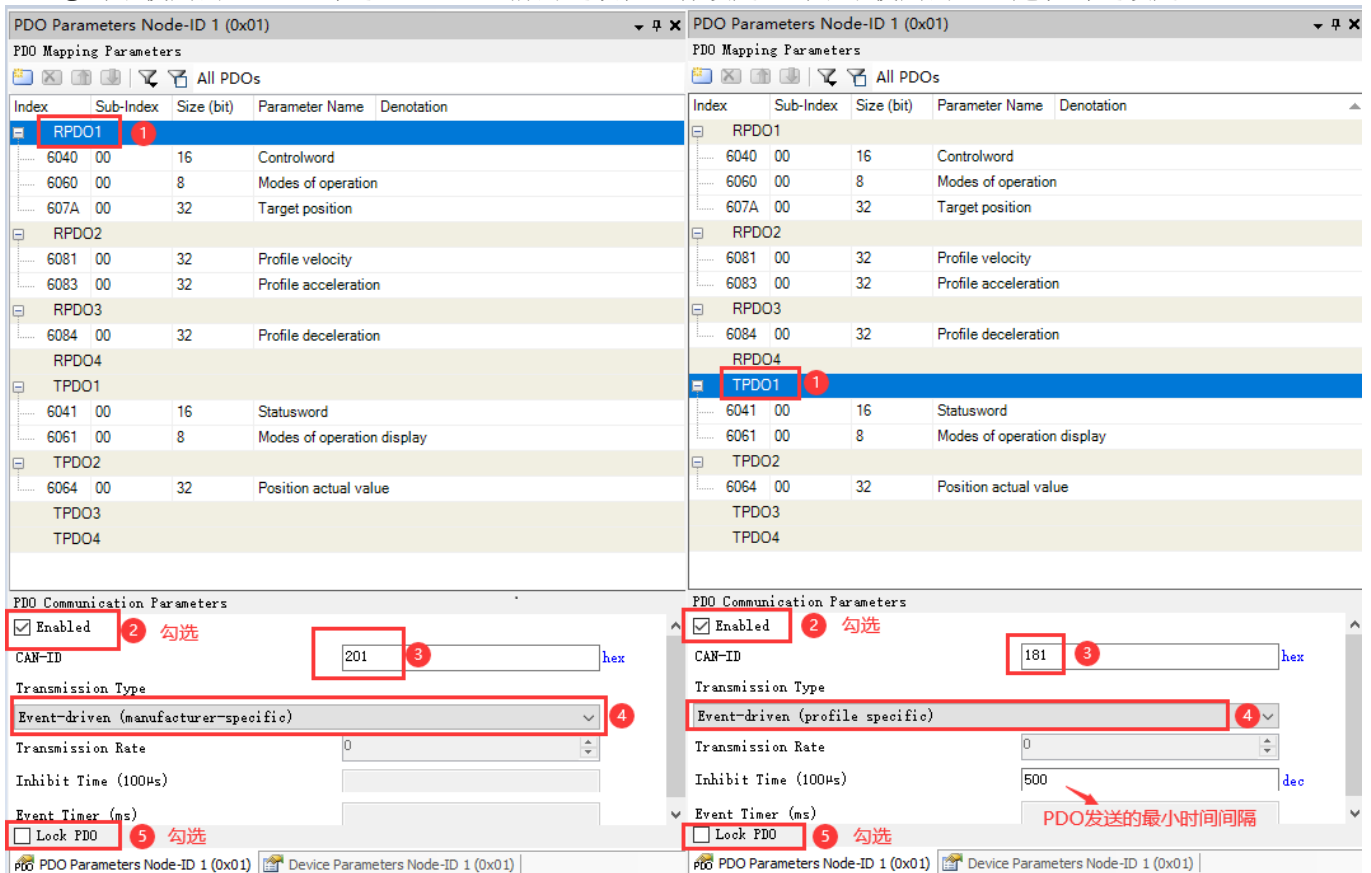 PDO Parameters Node-ID 1 (0x01)
PDO Mapping Parameters
All PDOs
Index Sub-Index Size (bit) Parameter Name Denotation
RPDO1 1
6040 00 16 Controlword
6060 00 8 Modes of operation
607A 00 32 Target position
RPDO2
6081 00 32 Profile velocity
6083 00 32 Profile acceleration
RPDO3
6084 00 32 Profile deceleration
RPDO4
TPDO1
6041 00 16 Statusword
6061 00 8 Modes of operation display
TPDO2
6064 00 32 Position actual value
TPDO3
TPDO4
PDO Communication Parameters
Enabled 2 勾选
CAN-ID 201 3 hex
Transmission Type
Event-driven (manufacturer-specific) 4
Transmission Rate 0
Inhibit Time (100µs)
Event Timer (ms)
Lock PDO 5 勾选
PDO PDO Parameters Node-ID 1 (0x01) Device Parameters Node-ID 1 (0x01)
PDO Parameters Node-ID 1 (0x01)
PDO Mapping Parameters
All PDOs
Index Sub-Index Size (bit) Parameter Name Denotation
RPDO1
6040 00 16 Controlword
6060 00 8 Modes of operation
607A 00 32 Target position
RPDO2
6081 00 32 Profile velocity
6083 00 32 Profile acceleration
RPDO3
6084 00 32 Profile deceleration
RPDO4
TPDO1 1
6041 00 16 Statusword
6061 00 8 Modes of operation display
TPDO2
6064 00 32 Position actual value
TPDO3
TPDO4
PDO Communication Parameters
Enabled 2 勾选
CAN-ID 181 3 hex
Transmission Type
Event-driven (profile specific) 4
Transmission Rate 0
Inhibit Time (100µs) 500 dec
Event Timer (ms) PDO发送的最小时间间隔
Lock PDO 5 勾选
PDO PDO Parameters Node-ID 1 (0x01) Device Parameters Node-ID 1 (0x01)